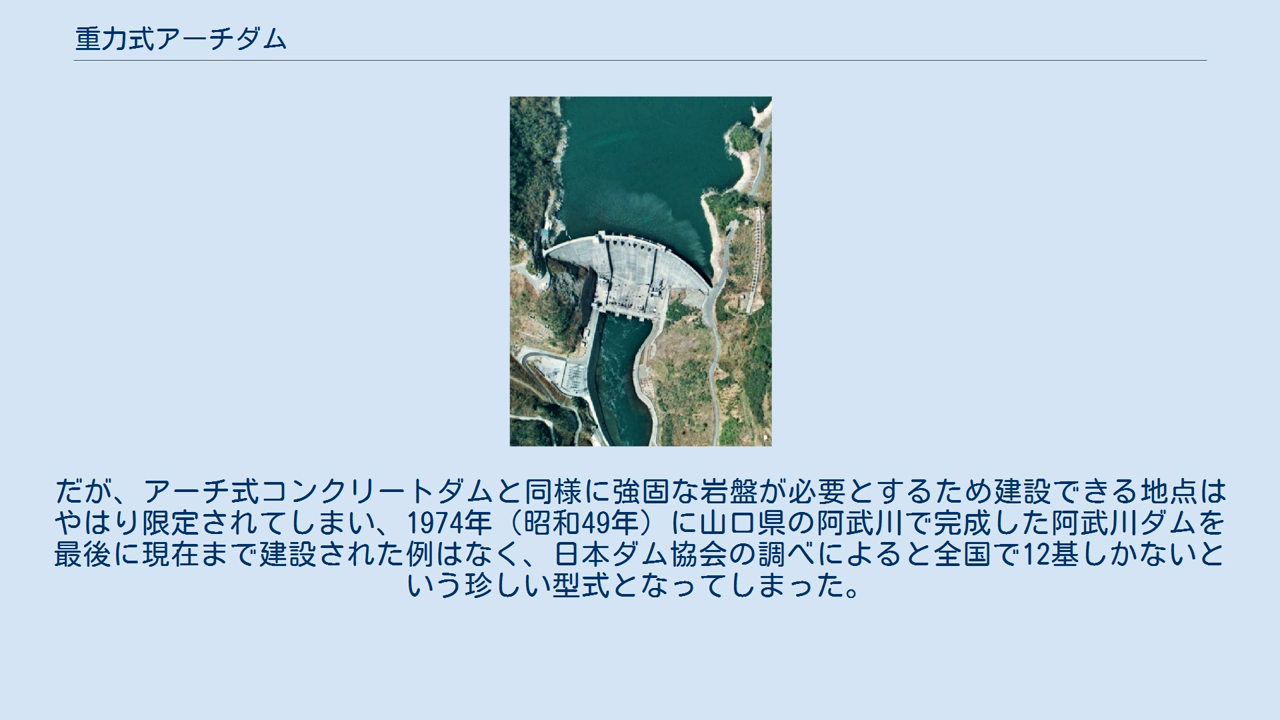 重力式アーチダム
だが、アーチ式コンクリートダムと同様に強固な岩盤が必要とするため建設できる地点は
やはり限定されてしまい、1974年（昭和49年）に山口県の阿武川で完成した阿武川ダムを
最後に現在まで建設された例はなく、日本ダム協会の調べによると全国で12基しかないと
いう珍しい型式となってしまった。